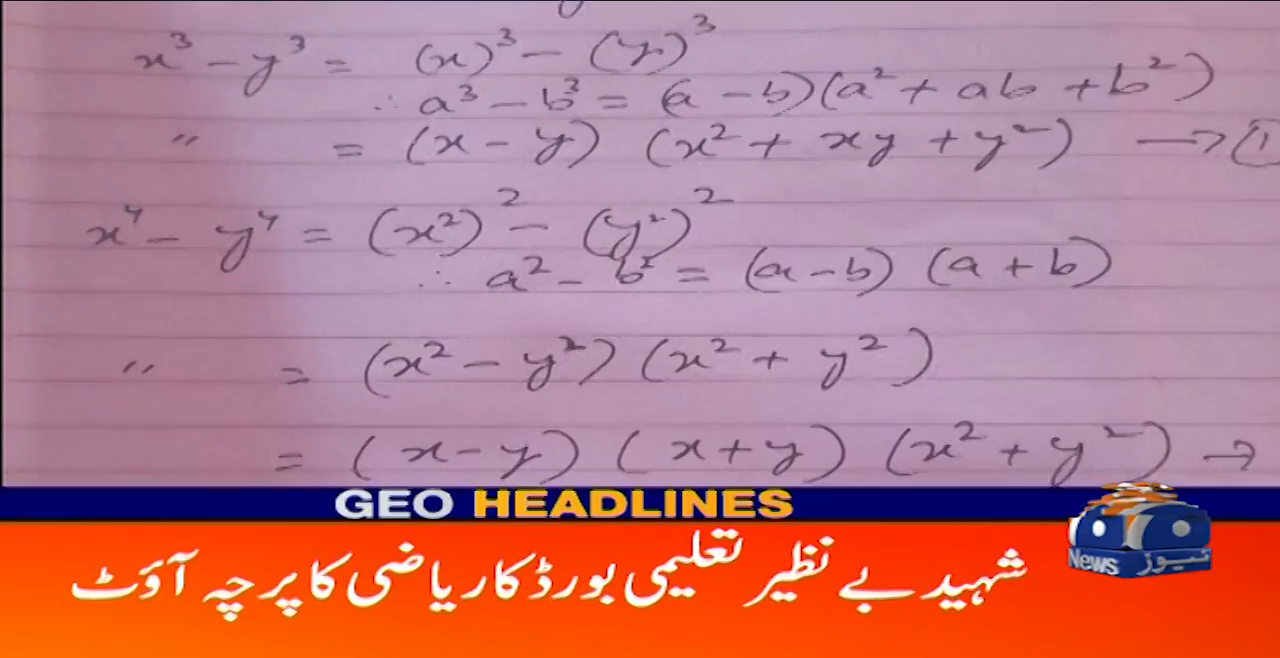 x³ - y³ = (x)³ - (y)³
∴ a³ - b³ = (a - b)(a² + ab + b²)
〃 = (x - y) (x² + xy + y²) → ①
x⁴ - y⁴ = (x²)² - (y²)²
∴ a² - b² = (a - b) (a + b)
〃 = (x² - y²) (x² + y²)
= (x - y) (x + y) (x² + y²) →
GEO HEADLINES
News نیوز
شہید بے نظیر تعلیمی بورڈ کا ریاضی کا پرچہ آؤٹ